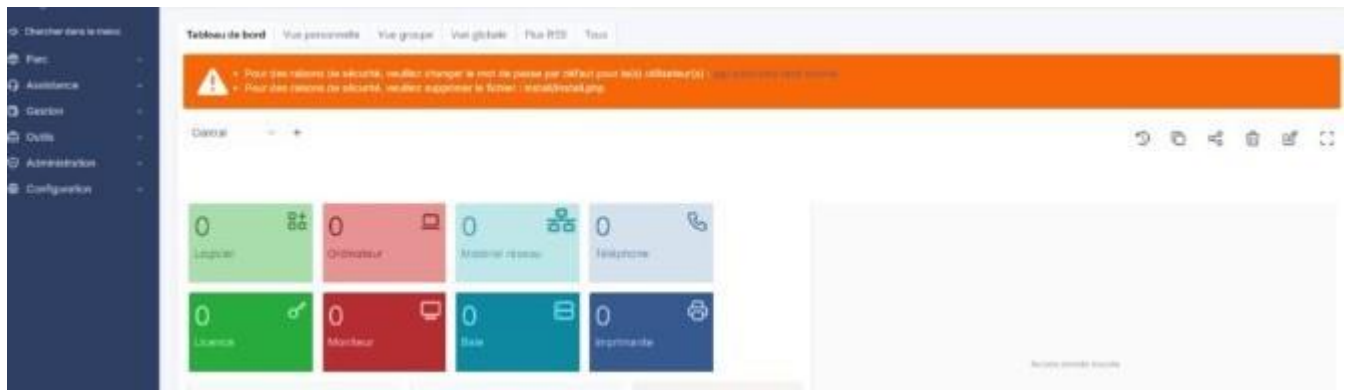 Chercher dans le menu
Parc
Assistance
Gestion
Outils
Administration
Configuration
Tableau de bord Vue personnelle Vue groupe Vue globale Flux RSS Tous
Pour des raisons de sécurité, veuillez changer le mot de passe par défaut pour le(s) utilisateur(s) :
Pour des raisons de sécurité, veuillez supprimer le fichier : install/install.php
Central
0
Logiciel
0
Ordinateur
0
Matériel réseau
0
Téléphone
0
Licence
0
Moniteur
0
Baie
0
Imprimante
Aucune donnée trouvée